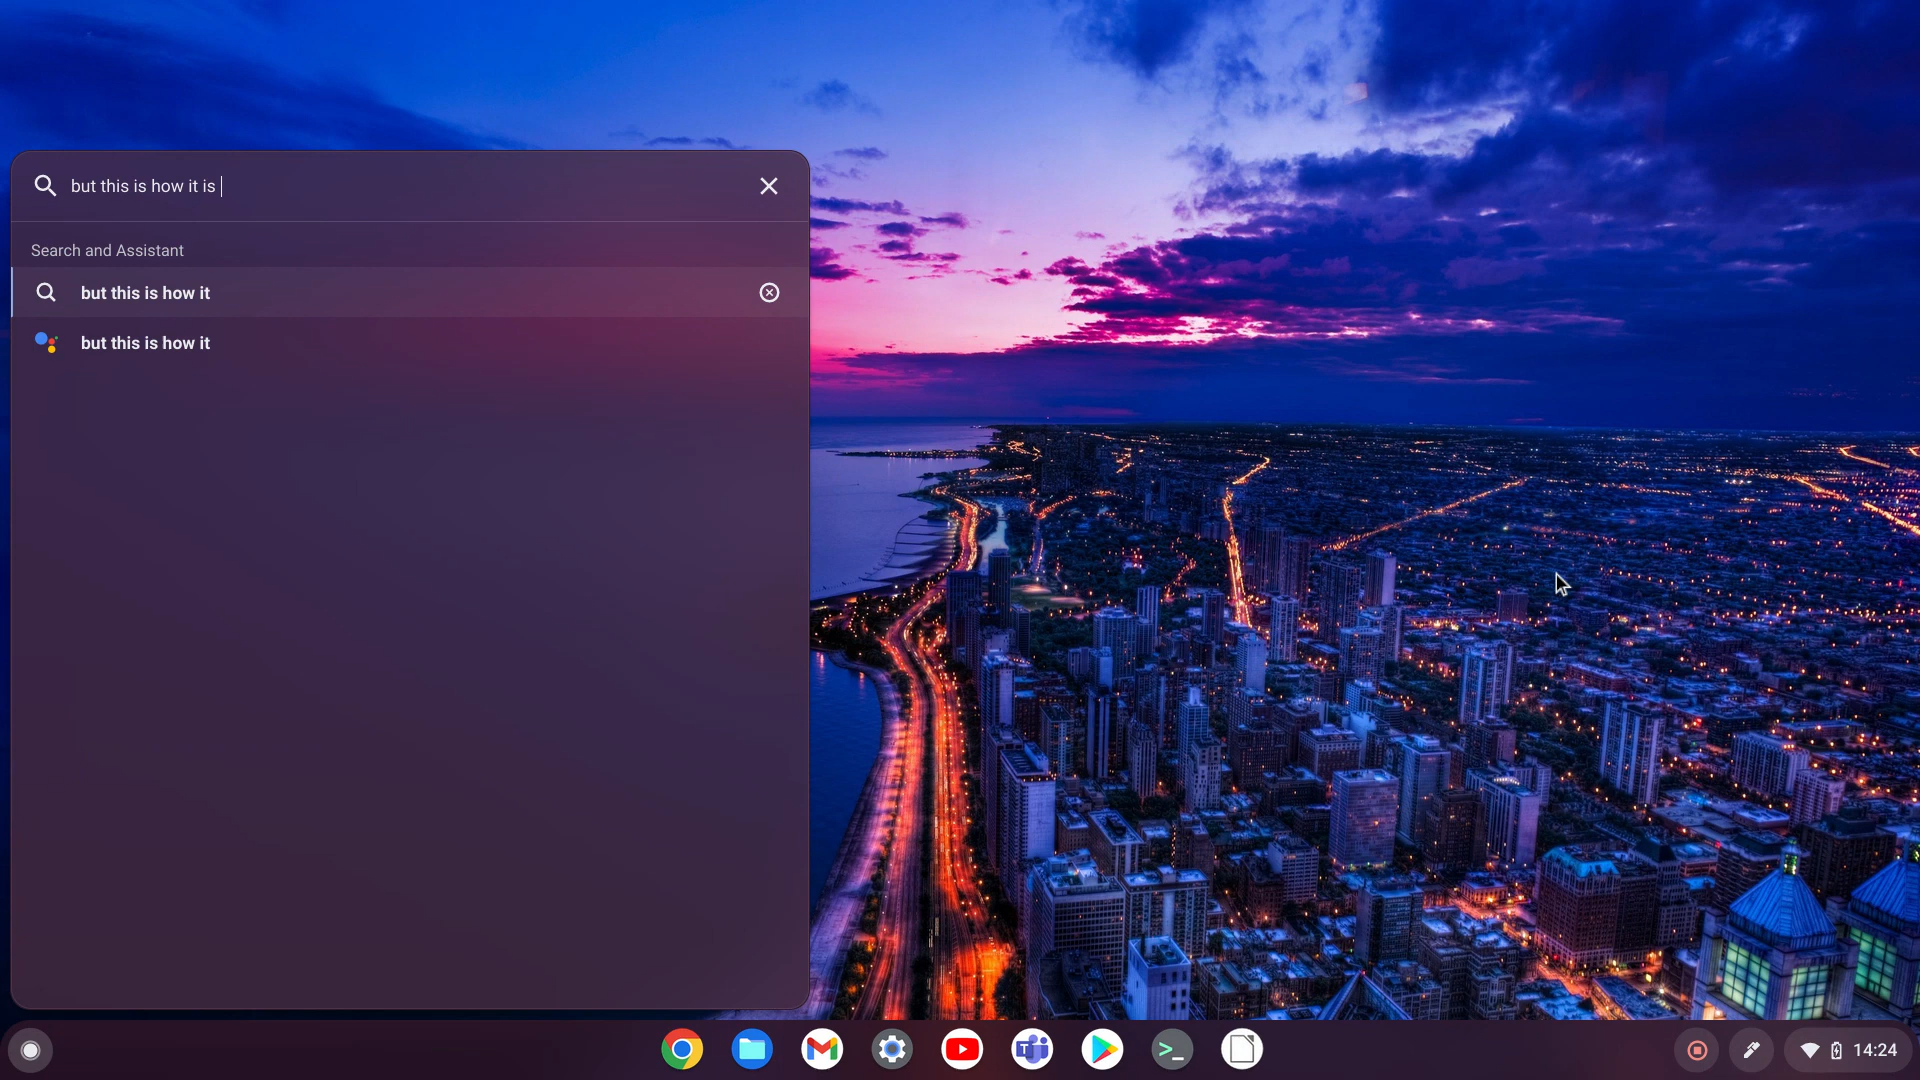 but this is how it is
Search and Assistant
but this is how it
but this is how it
14:24